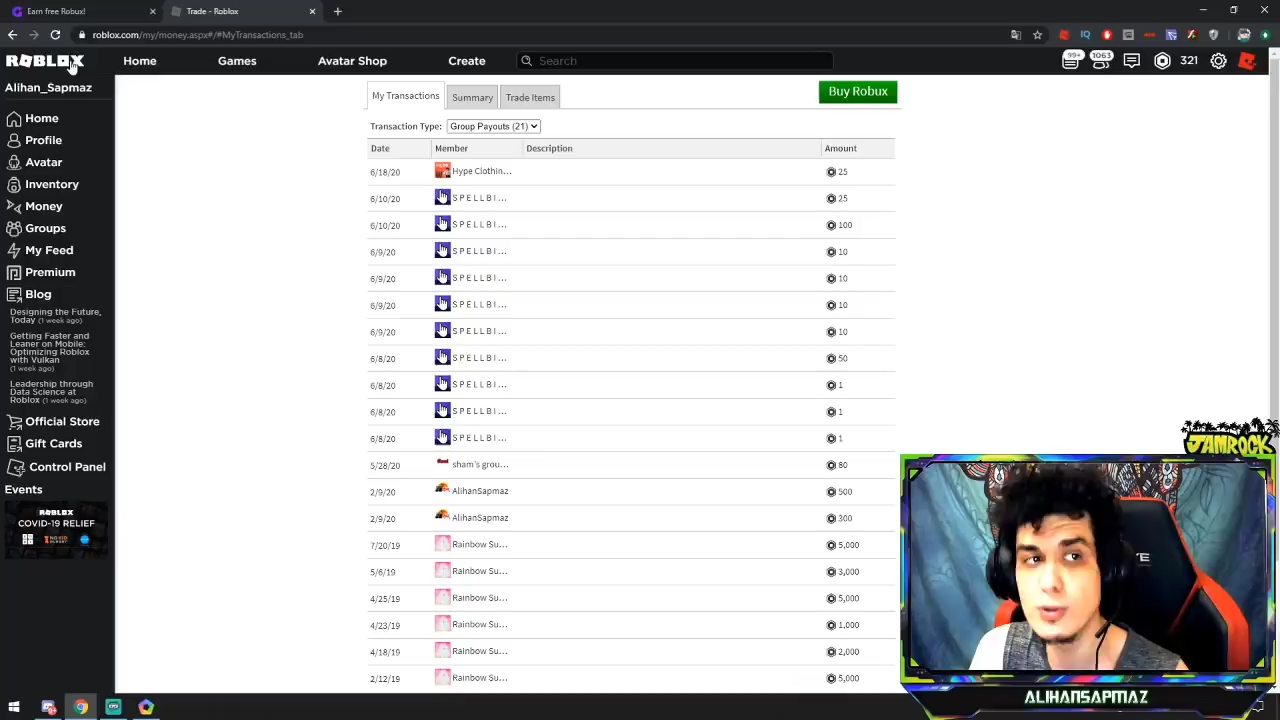 Earn free Robux!
Trade - Roblox
roblox.com/my/money.aspx#/#MyTransactions_tab
ROBLOX
Home
Games
Create
Search
99+
1063
321
Alihan_Sapmaz
Home
Profile
Avatar
Inventory
Money
Groups
My Feed
Premium
Blog
Designing the Future,
Today (1 week ago)
Getting Faster and
Leaner on Mobile:
Optimizing Roblox
with Vulkan
(1 week ago)
Leadership through
Data Science at
Roblox (1 week ago)
Official Store
Gift Cards
Control Panel
Events
ROBLOX
COVID-19 RELIEF
My Transactions
Summary
Trade Items
Buy Robux
Transaction Type: Group Payouts (21)
Date Member Description Amount
6/18/20 Hype Clothin... 25
6/10/20 S P E L L B I ... 25
6/10/20 S P E L L B I ... 100
6/9/20 S P E L L B I ... 10
6/9/20 S P E L L B I ... 10
6/9/20 S P E L L B I ... 10
6/9/20 S P E L L B I ... 10
6/8/20 S P E L L B I ... 50
6/8/20 S P E L L B I ... 1
6/8/20 S P E L L B I ... 1
6/8/20 S P E L L B I ... 1
5/28/20 sham's grou... 80
2/9/20 AlihanSapmaz 500
2/9/20 AlihanSapmaz 300
7/20/19 Rainbow Su... 5,000
5/6/19 Rainbow Su... 3,000
4/25/19 Rainbow Su... 5,000
4/23/19 Rainbow Su... 1,000
4/18/19 Rainbow Su... 2,000
Rainbow Su... 5,000
JAMROCK
ALIHANSAPMAZ